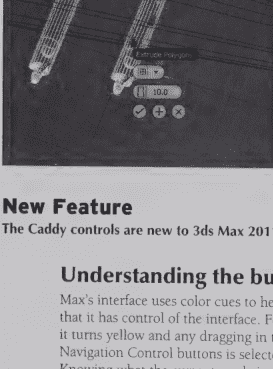 Extrude Polygons
10.0
New Feature
The Caddy controls are new to 3ds Max 201
Understanding the bu
Max's interface uses color cues to he
that it has control of the interface. F
it turns yellow and any dragging in t
Navigation Control buttons is selecte